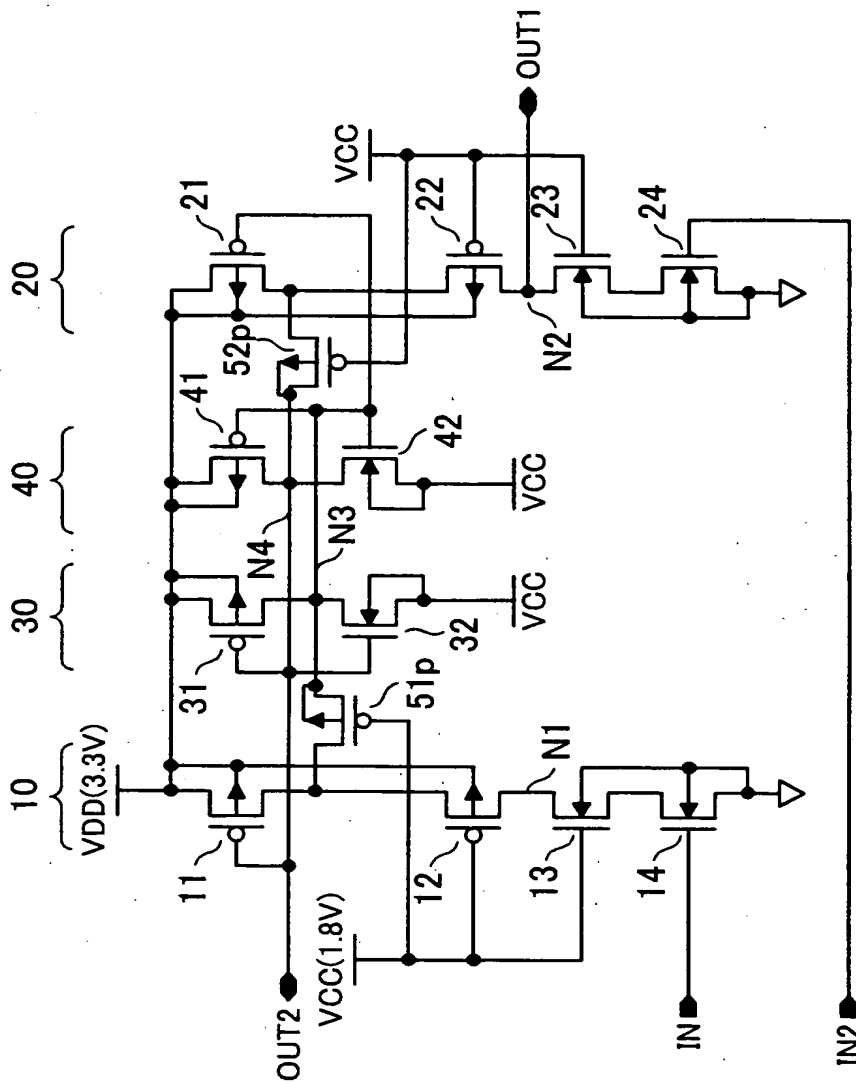 10
30
40
20
VDD(3.3V)
11
31
41
21
N4
N3
52p
VCC
OUT2
VCC(1.8V)
51p
32
42
22
OUT1
12
VCC
VCC
N1
N2
23
13
14
24
IN
IN2